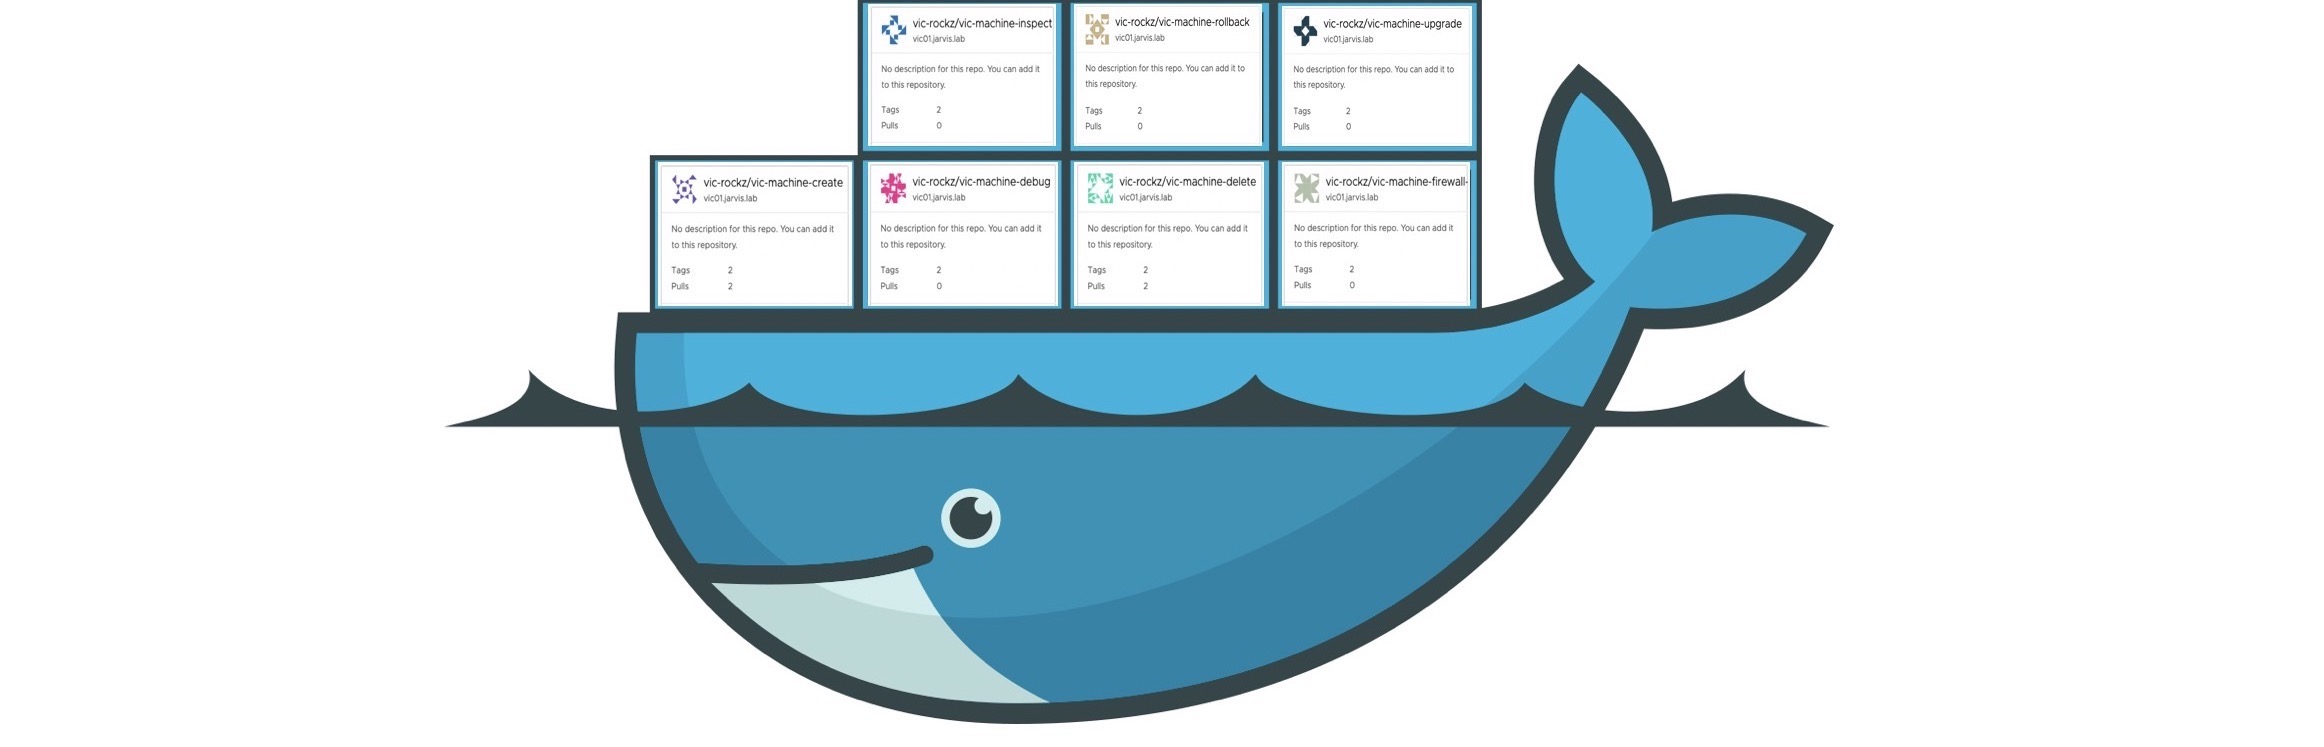 vic-rockz/vic-machine-inspect
vic01.jarvis.lab
No description for this repo. You can add it
to this repository.
Tags 2
Pulls 0
vic-rockz/vic-machine-rollback
vic01.jarvis.lab
No description for this repo. You can add it to
this repository.
Tags 2
Pulls 0
vic-rockz/vic-machine-upgrade
vic01.jarvis.lab
No description for this repo. You can add it to
this repository.
Tags 2
Pulls 0
vic-rockz/vic-machine-create
vic01.jarvis.lab
No description for this repo. You can add it
to this repository.
Tags 2
Pulls 2
vic-rockz/vic-machine-debug
vic01.jarvis.lab
No description for this repo. You can add it
to this repository.
Tags 2
Pulls 0
vic-rockz/vic-machine-delete
vic01.jarvis.lab
No description for this repo. You can add it
to this repository.
Tags 2
Pulls 2
vic-rockz/vic-machine-firewall-
vic01.jarvis.lab
No description for this repo. You can add it
to this repository.
Tags 2
Pulls 0